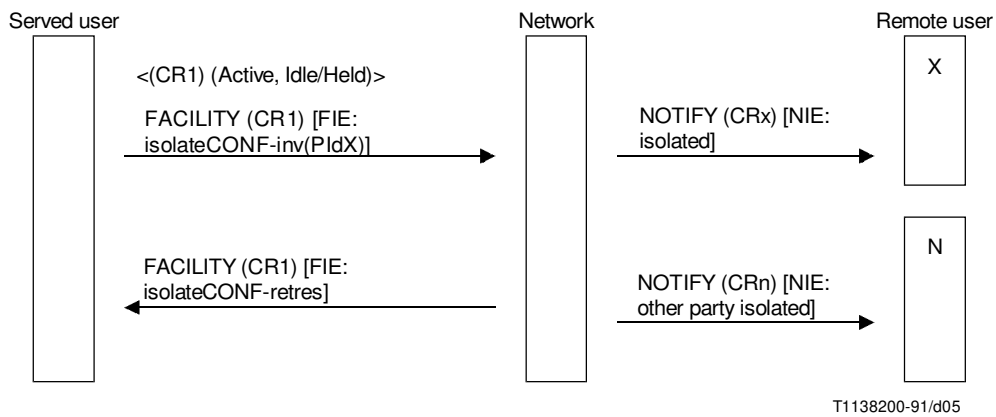 Served user
Network
Remote user
<(CR1) (Active, Idle/Held)>
FACILITY (CR1) [FIE:
isolateCONF-inv(PIdX)]
NOTIFY (CRx) [NIE:
isolated]
X
FACILITY (CR1) [FIE:
isolateCONF-retres]
NOTIFY (CRn) [NIE:
other party isolated]
N
T1138200-91/d05